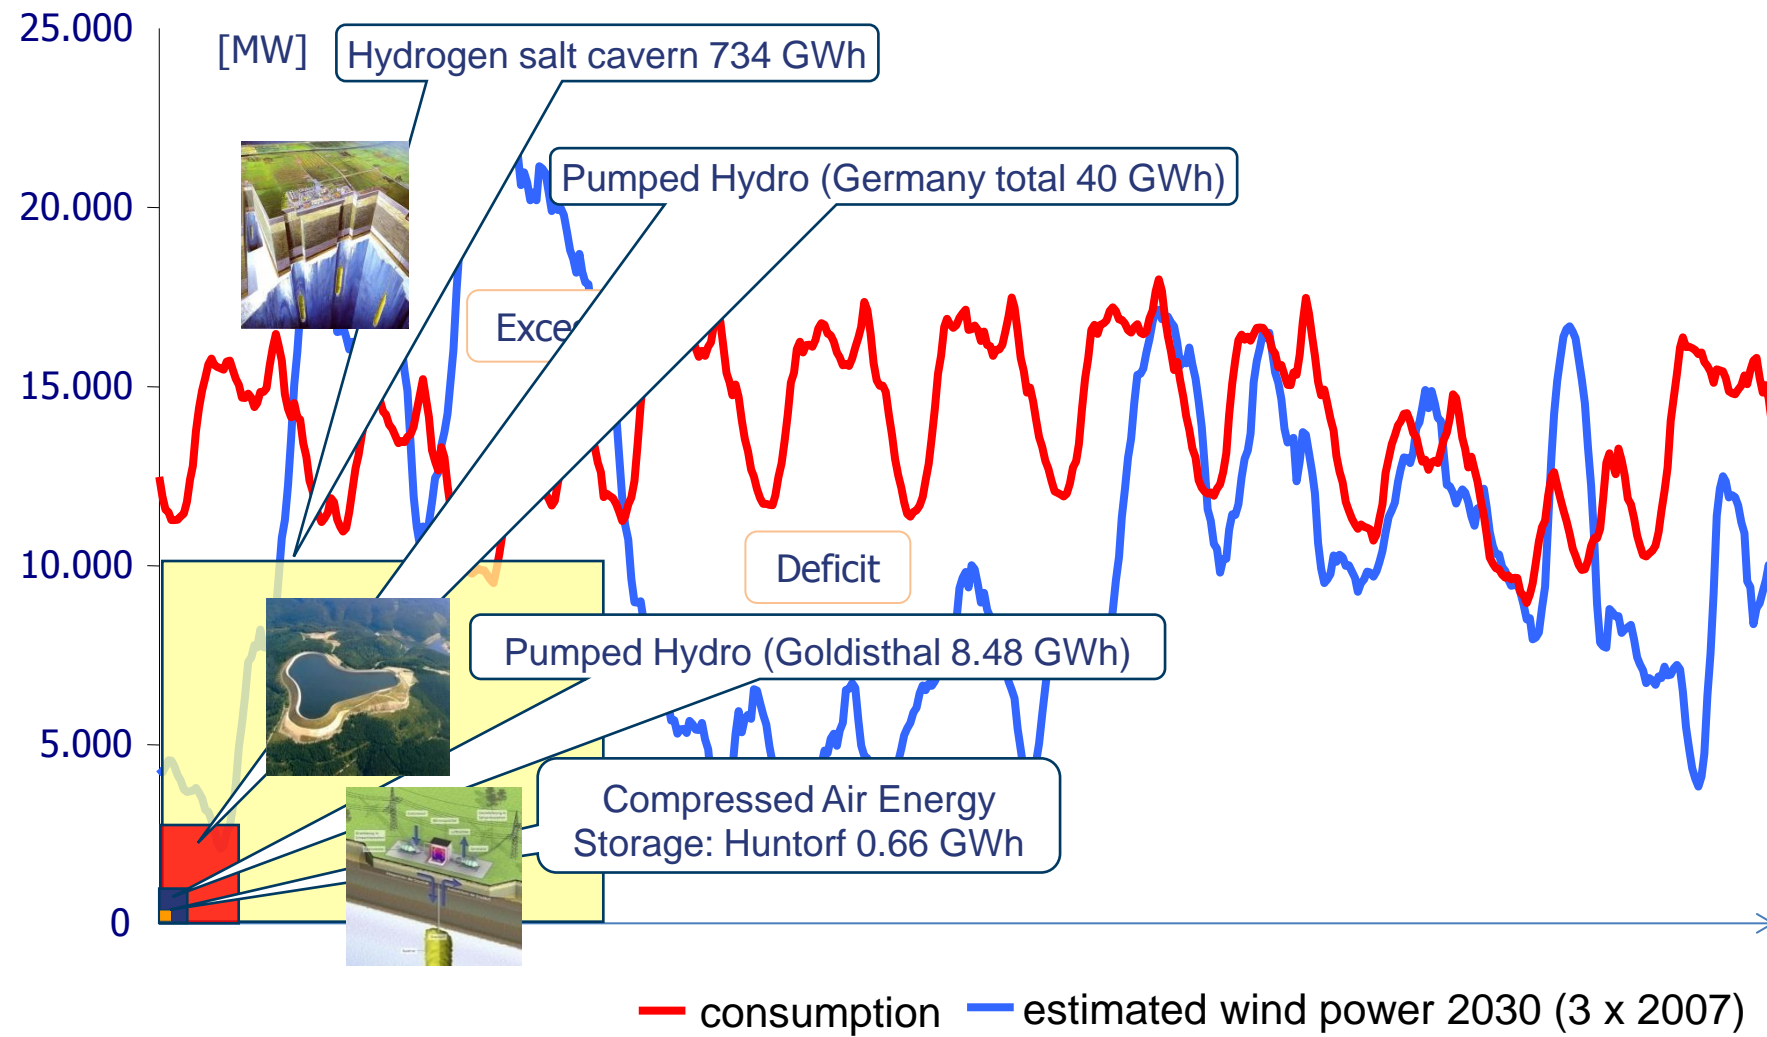 25.000
[MW]
Hydrogen salt cavern 734 GWh
Pumped Hydro (Germany total 40 GWh)
20.000
Exce
15.000
10.000
Deficit
Pumped Hydro (Goldisthal 8.48 GWh)
5.000
Compressed Air Energy
Storage: Huntorf 0.66 GWh
0
consumption
estimated wind power 2030 (3 x 2007)